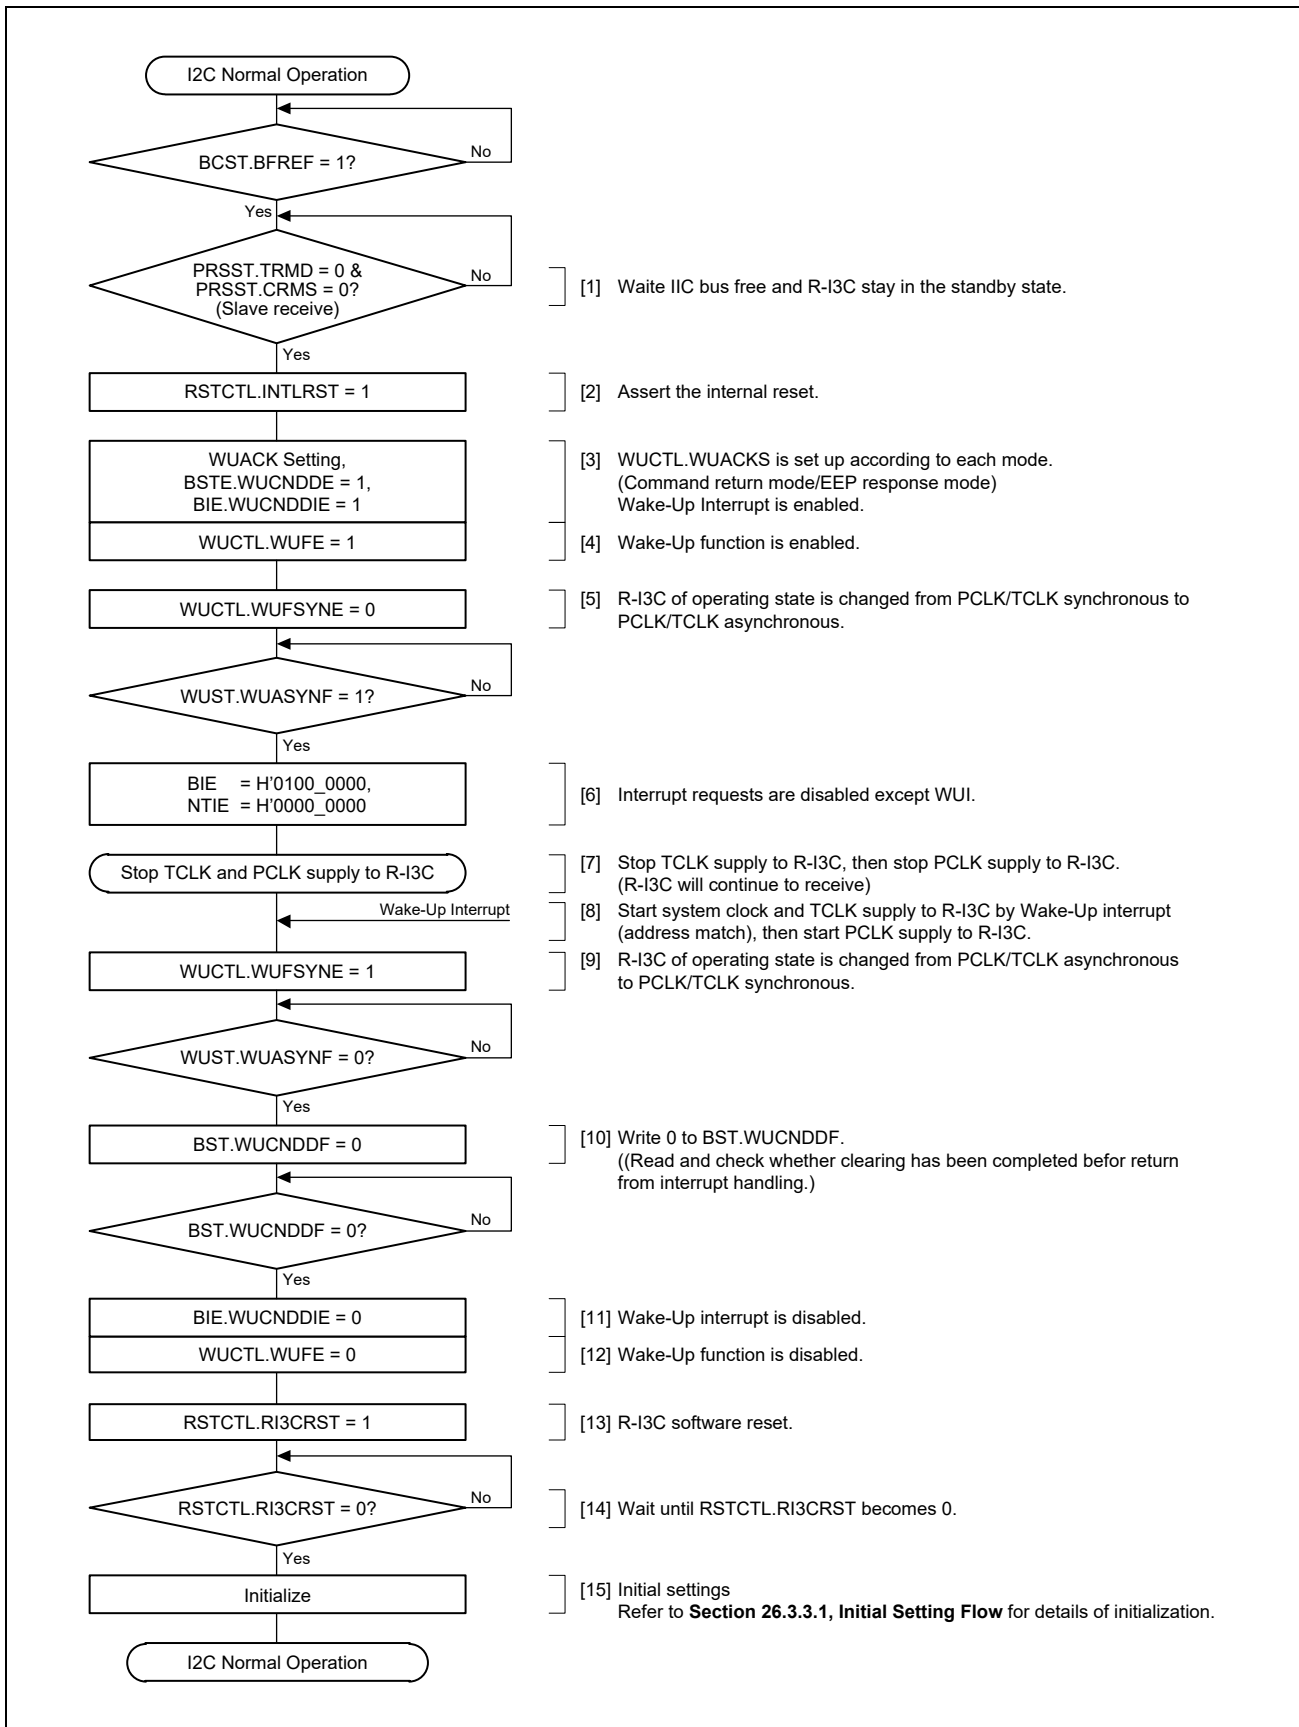 I2C Normal Operation
BCST.BFREF = 1?
No
Yes
PRSST.TRMD = 0 &
PRSST.CRMS = 0?
(Slave receive)
No
[1] Waite IIC bus free and R-I3C stay in the standby state.
Yes
RSTCTL.INTLRST = 1
[2] Assert the internal reset.
WUACK Setting,
BSTE.WUCNDDE = 1,
BIE.WUCNDDIE = 1
[3] WUCTL.WUACKS is set up according to each mode.
(Command return mode/EEP response mode)
Wake-Up Interrupt is enabled.
WUCTL.WUFE = 1
[4] Wake-Up function is enabled.
WUCTL.WUFSYNE = 0
[5] R-I3C of operating state is changed from PCLK/TCLK synchronous to
PCLK/TCLK asynchronous.
WUST.WUASYNF = 1?
No
Yes
BIE = H'0100_0000,
NTIE = H'0000_0000
[6] Interrupt requests are disabled except WUI.
Stop TCLK and PCLK supply to R-I3C
[7] Stop TCLK supply to R-I3C, then stop PCLK supply to R-I3C.
(R-I3C will continue to receive)
Wake-Up Interrupt
[8] Start system clock and TCLK supply to R-I3C by Wake-Up interrupt
(address match), then start PCLK supply to R-I3C.
WUCTL.WUFSYNE = 1
[9] R-I3C of operating state is changed from PCLK/TCLK asynchronous
to PCLK/TCLK synchronous.
WUST.WUASYNF = 0?
No
Yes
BST.WUCNDDF = 0
[10] Write 0 to BST.WUCNDDF.
((Read and check whether clearing has been completed befor return
from interrupt handling.)
BST.WUCNDDF = 0?
No
Yes
BIE.WUCNDDIE = 0
[11] Wake-Up interrupt is disabled.
WUCTL.WUFE = 0
[12] Wake-Up function is disabled.
RSTCTL.RI3CRST = 1
[13] R-I3C software reset.
RSTCTL.RI3CRST = 0?
No
[14] Wait until RSTCTL.RI3CRST becomes 0.
Yes
Initialize
[15] Initial settings
Refer to Section 26.3.3.1, Initial Setting Flow for details of initialization.
I2C Normal Operation